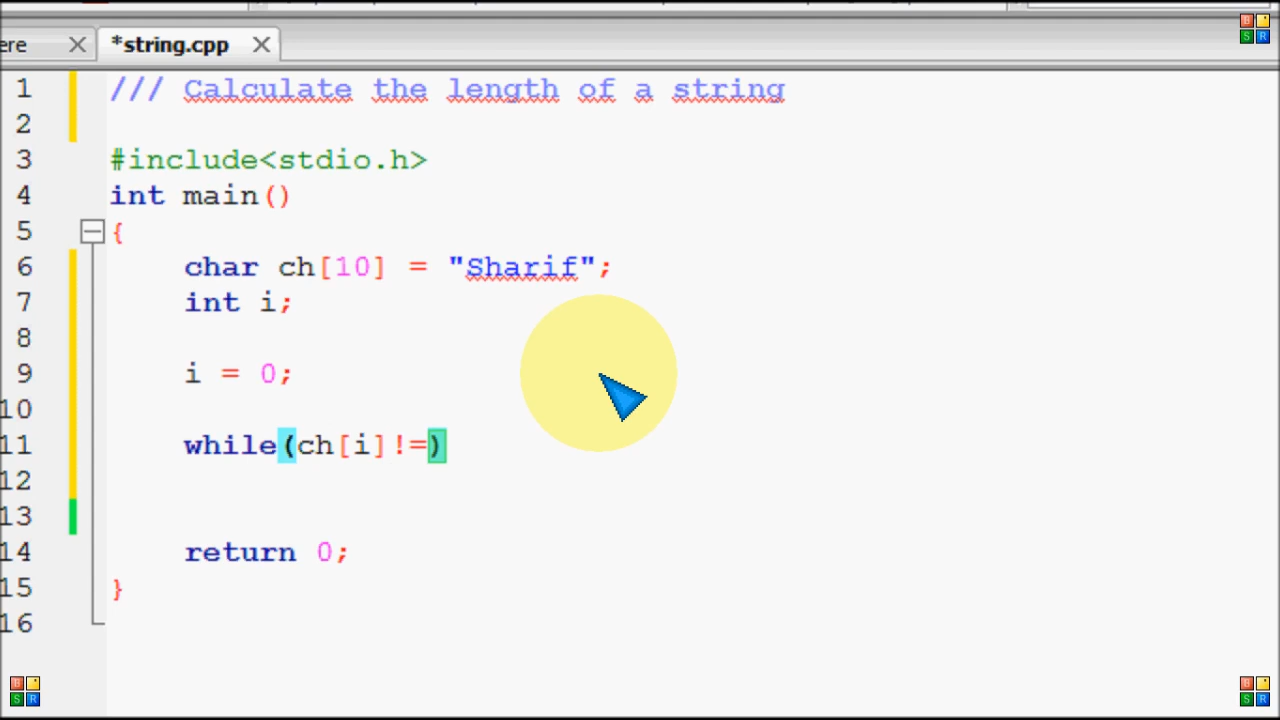 ere
*string.cpp
1 /// Calculate the length of a string
2
3 #include<stdio.h>
4 int main()
5 {
6 char ch[10] = "Sharif";
7 int i;
8
9 i = 0;
10
11 while(ch[i]!=)
12
13
14 return 0;
15 }
16